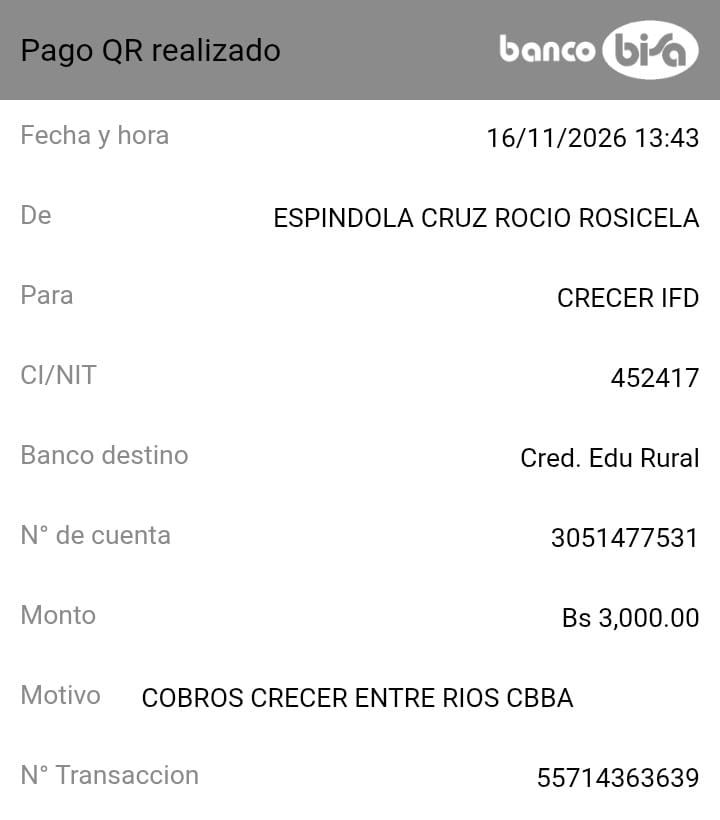 Pago QR realizado banco bisa
Fecha y hora 16/11/2026 13:43
De ESPINDOLA CRUZ ROCIO ROSICELA
Para CRECER IFD
CI/NIT 452417
Banco destino Cred. Edu Rural
N° de cuenta 3051477531
Monto Bs 3,000.00
Motivo COBROS CRECER ENTRE RIOS CBBA
N° Transaccion 55714363639